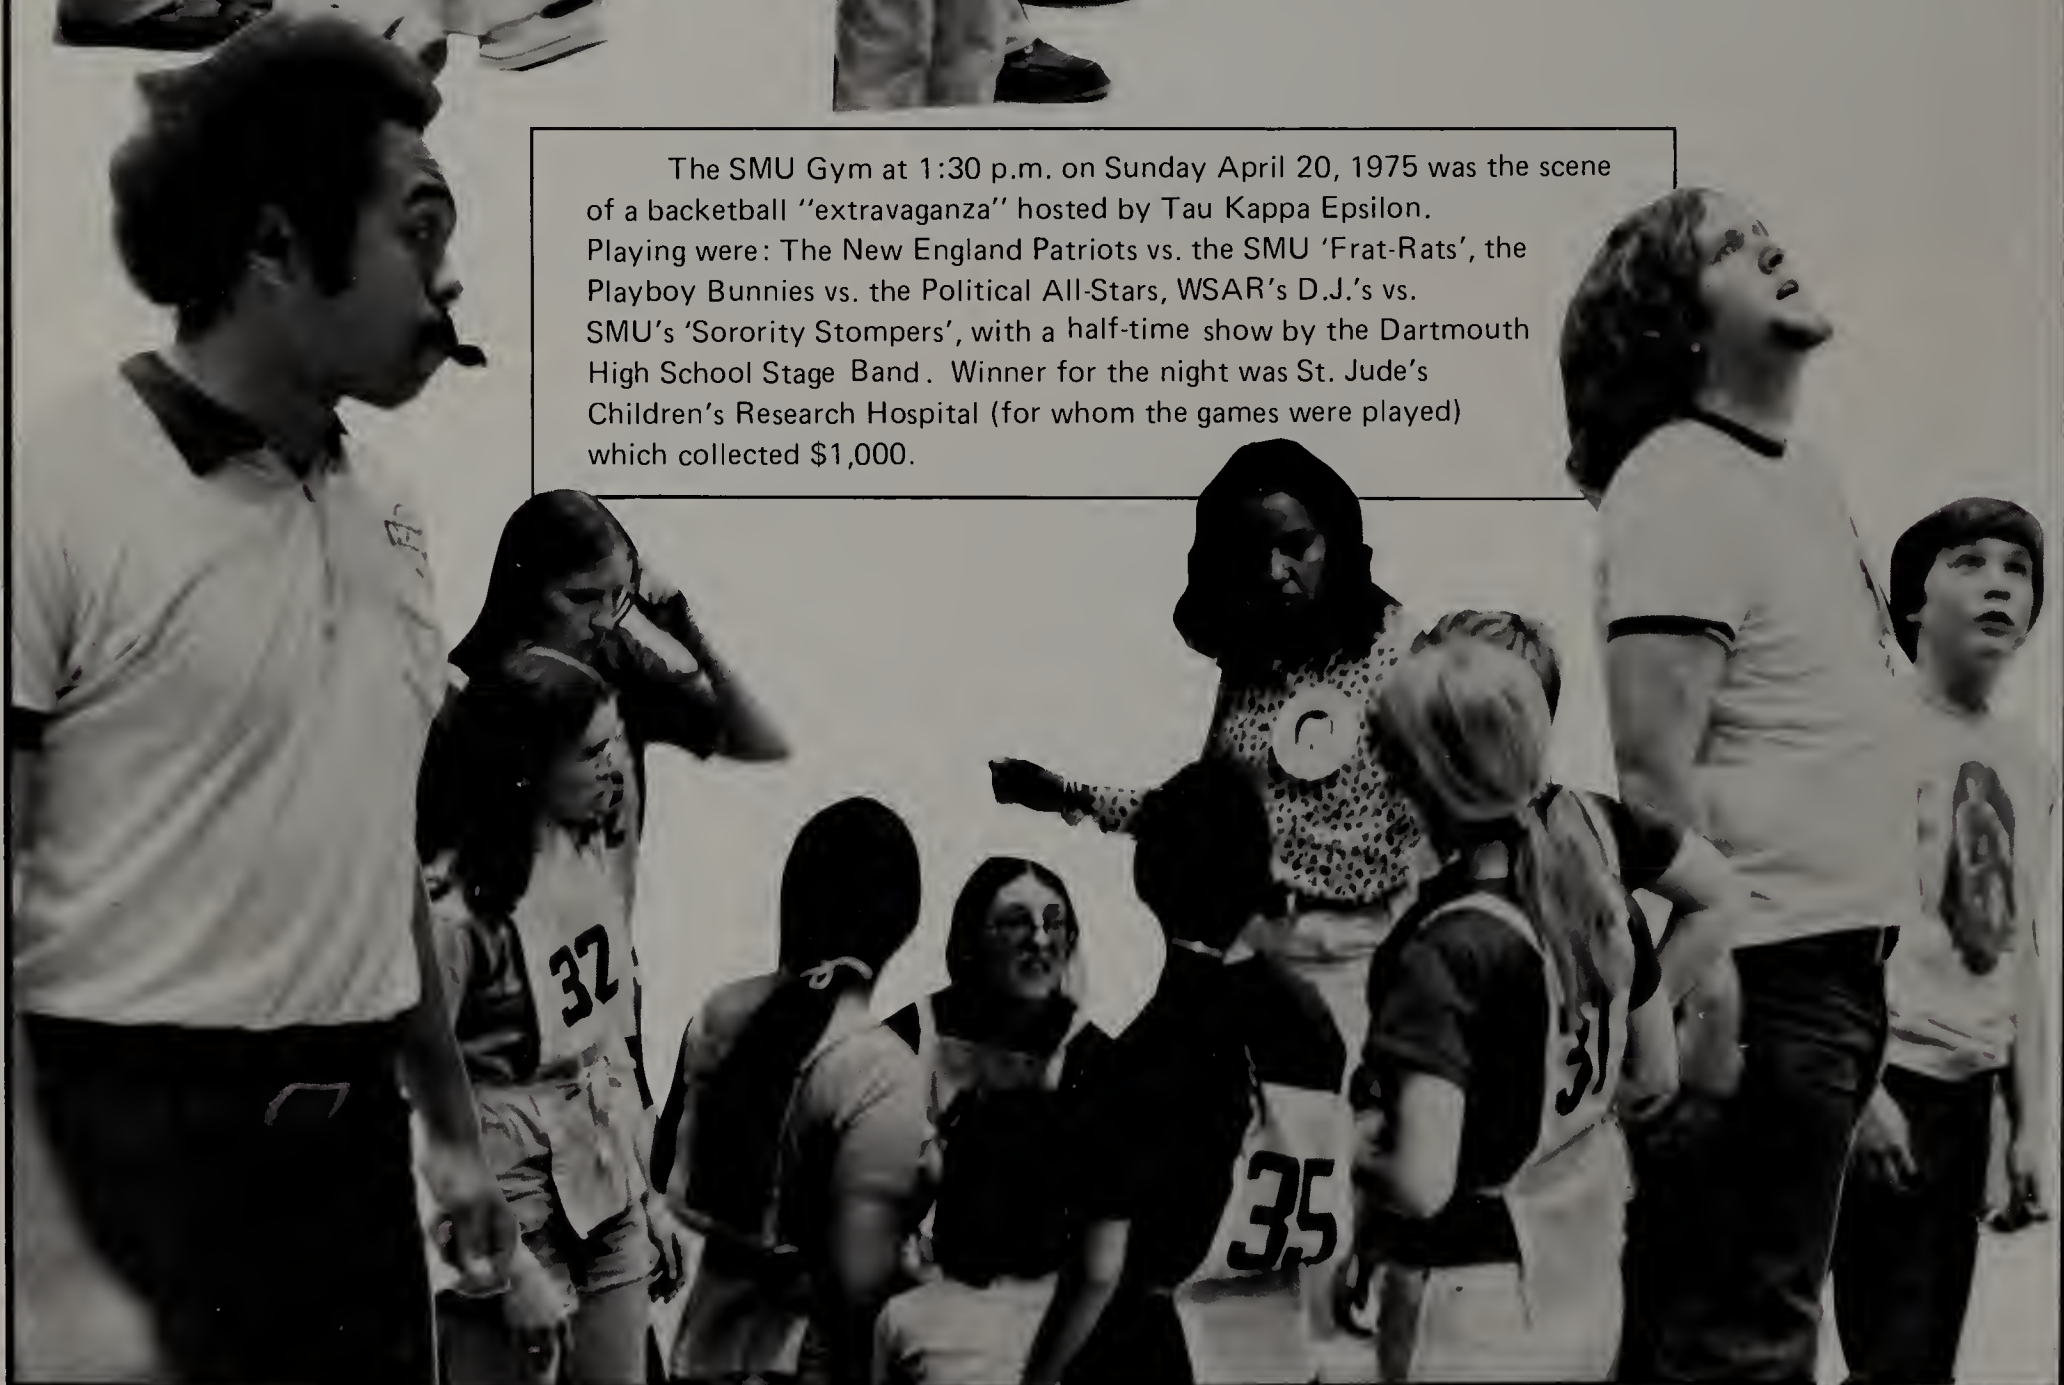 The SMU Gym at 1:30 p.m. on Sunday April 20, 1975 was the scene
of a backetball "extravaganza" hosted by Tau Kappa Epsilon.
Playing were: The New England Patriots vs. the SMU 'Frat-Rats', the
Playboy Bunnies vs. the Political All-Stars, WSAR's D.J.'s vs.
SMU's 'Sorority Stompers', with a half-time show by the Dartmouth
High School Stage Band. Winner for the night was St. Jude's
Children's Research Hospital (for whom the games were played)
which collected $1,000.
32
35
31